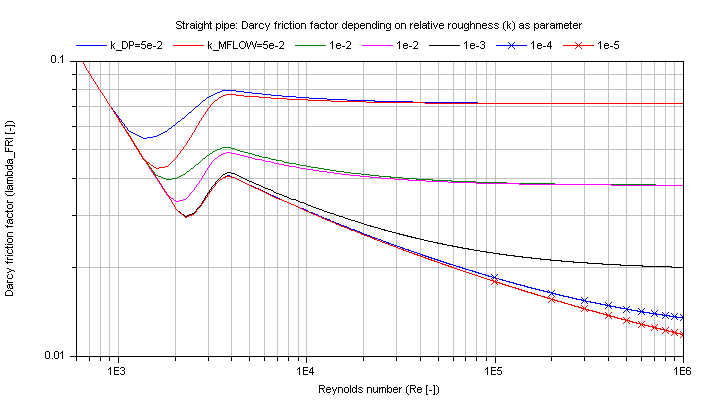 Straight pipe: Darcy friction factor depending on relative roughness (k) as parameter
k_DP=5e-2 k_MFLOW=5e-2 1e-2 1e-2 1e-3 1e-4 1e-5
0.1
Darcy friction factor (lambda_FRI [-])
0.01
1E3 1E4 1E5 1E6
Reynolds number (Re [-])